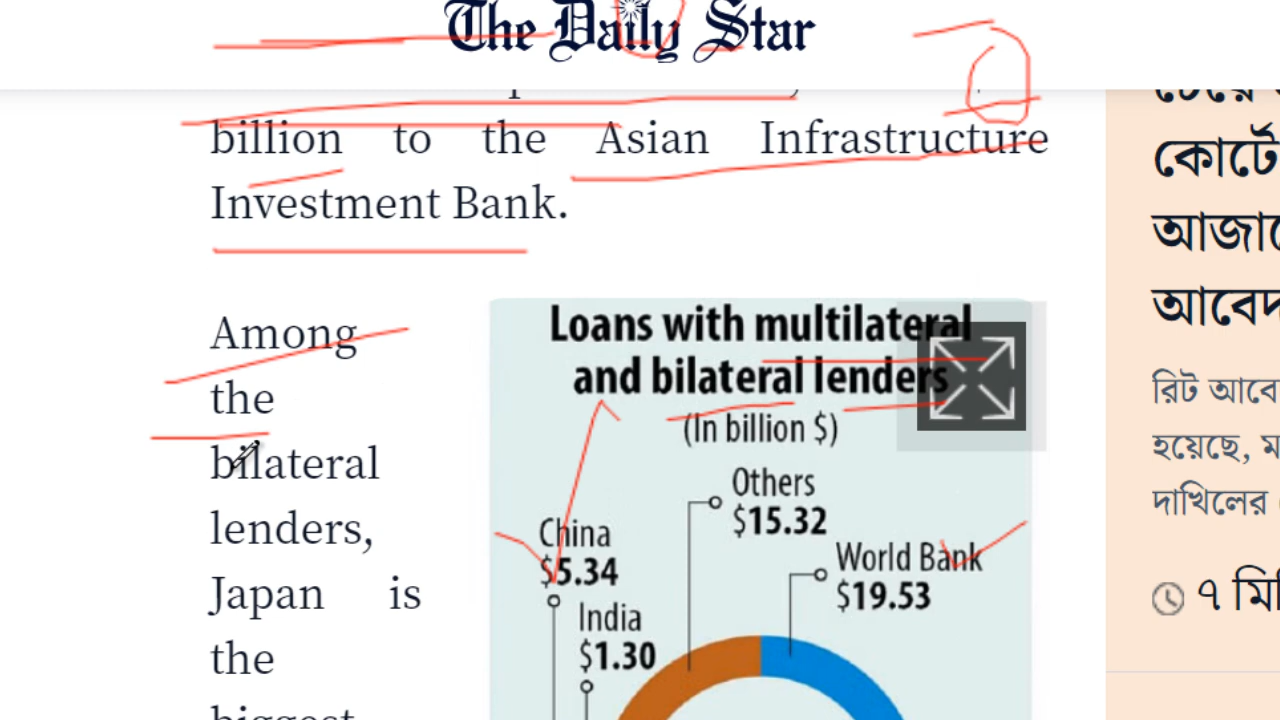 The Daily Star
billion to the Asian Infrastructure
Investment Bank.
Among
the
bilateral
lenders,
Japan is
the
biggest
Loans with multilateral
and bilateral lenders
(In billion $)
Others
$15.32
China
$5.34
World Bank
$19.53
India
$1.30
কোর্টে
রিট আবে
হয়েছে, ম
দাখিলের
৭ মি